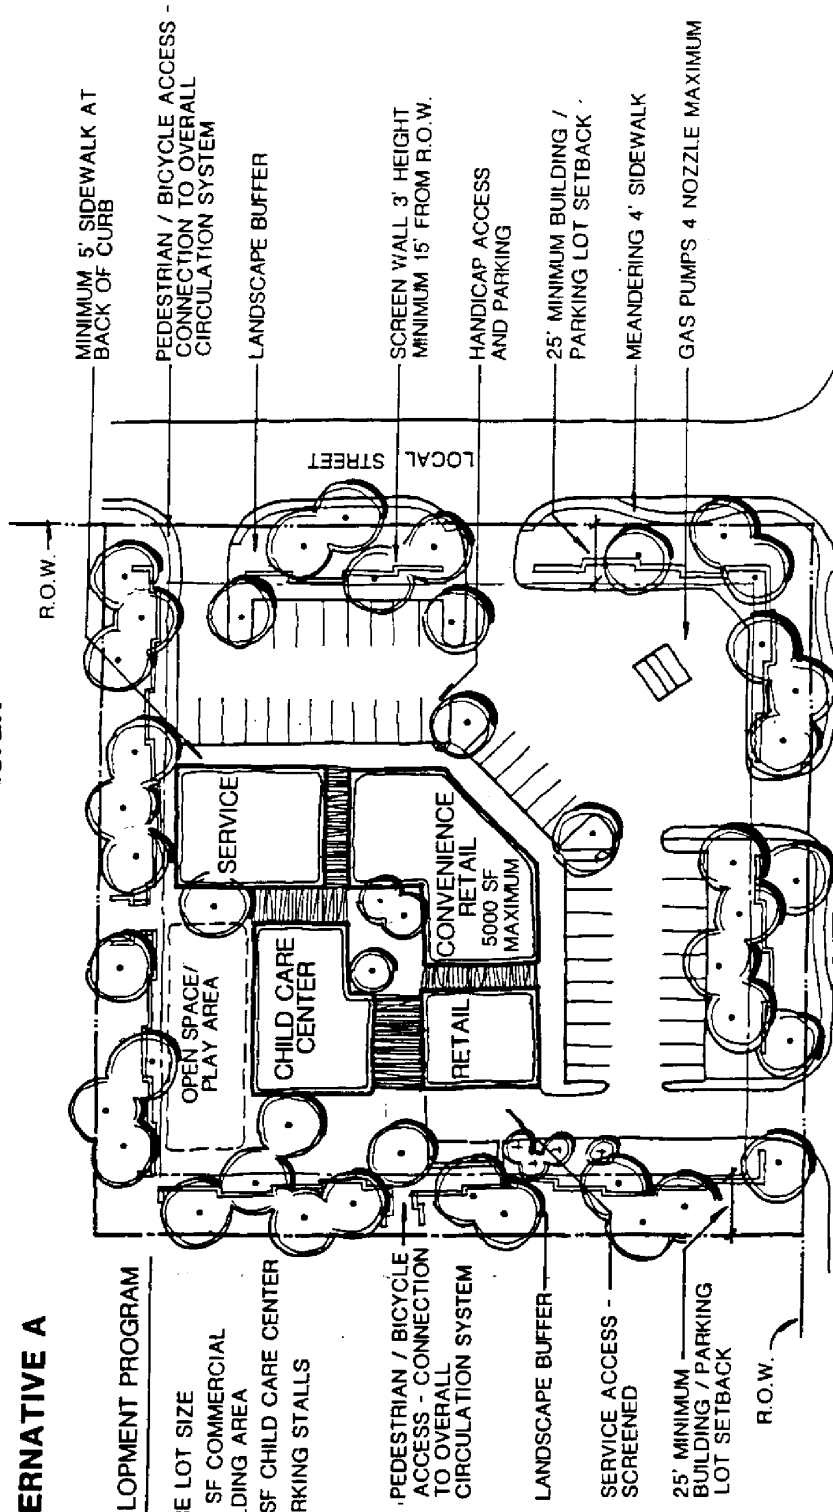 ERNATIVE A
LOPMENT PROGRAM
E LOT SIZE
SF COMMERCIAL
LDING AREA
SF CHILD CARE CENTER
RKING STALLS
PEDESTRIAN / BICYCLE
ACCESS - CONNECTION
TO OVERALL
CIRCULATION SYSTEM
LANDSCAPE BUFFER
SERVICE ACCESS -
SCREENED
25' MINIMUM
BUILDING / PARKING
LOT SETBACK
R.O.W.
OPEN SPACE/
PLAY AREA
CHILD CARE
CENTER
RETAIL
SERVICE
CONVENIENCE
RETAIL
5000 SF
MAXIMUM
R.O.W.
LOCAL STREET
MINIMUM 5' SIDEWALK AT
BACK OF CURB
PEDESTRIAN / BICYCLE ACCESS -
CONNECTION TO OVERALL
CIRCULATION SYSTEM
LANDSCAPE BUFFER
SCREEN WALL 3' HEIGHT
MINIMUM 15' FROM R.O.W.
HANDICAP ACCESS
AND PARKING
25' MINIMUM BUILDING /
PARKING LOT SETBACK
MEANDERING 4' SIDEWALK
GAS PUMPS 4 NOZZLE MAXIMUM